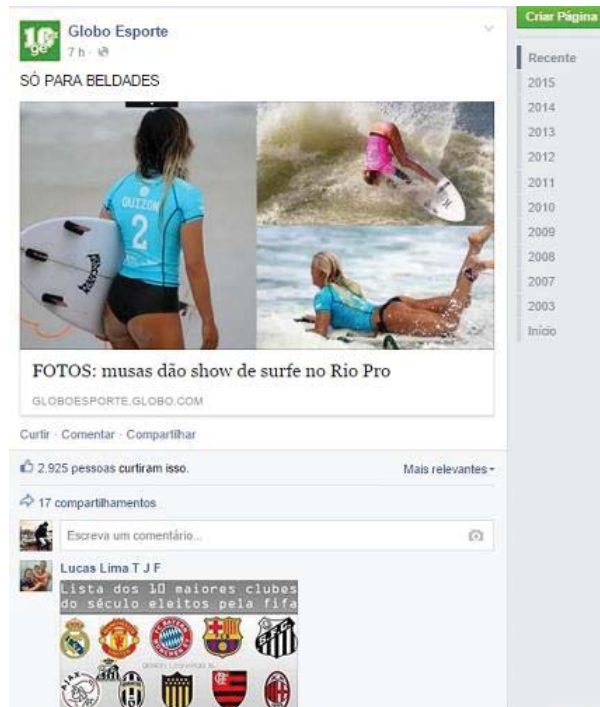 Globo Esporte
7 h
SÓ PARA BELDADES
QUIZON
2
FOTOS: musas dão show de surfe no Rio Pro
GLOBOESPORTE.GLOBO.COM
Curtir · Comentar · Compartilhar
2.925 pessoas curtiram isso.
Mais relevantes
17 compartilhamentos
Escreva um comentário...
Lucas Lima T J F
Lista dos 10 maiores clubes
do século eleitos pela fifa
AJAX
Criar Página
Recente
2015
2014
2013
2012
2011
2010
2009
2008
2007
2003
Início